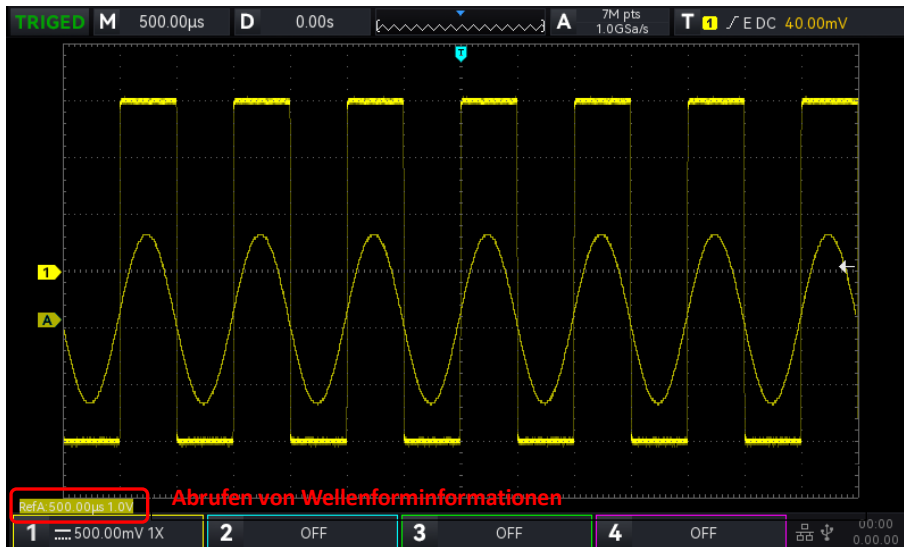 TRIGED M 500.00µs D 0.00s A 7M pts 1.0GSa/s T 1 E DC 40.00mV
T
1
A
RefA:500.00µs 1.0V
Abrufen von Wellenforminformationen
1 500.00mV 1X 2 OFF 3 OFF 4 OFF 00:00
0.00.00